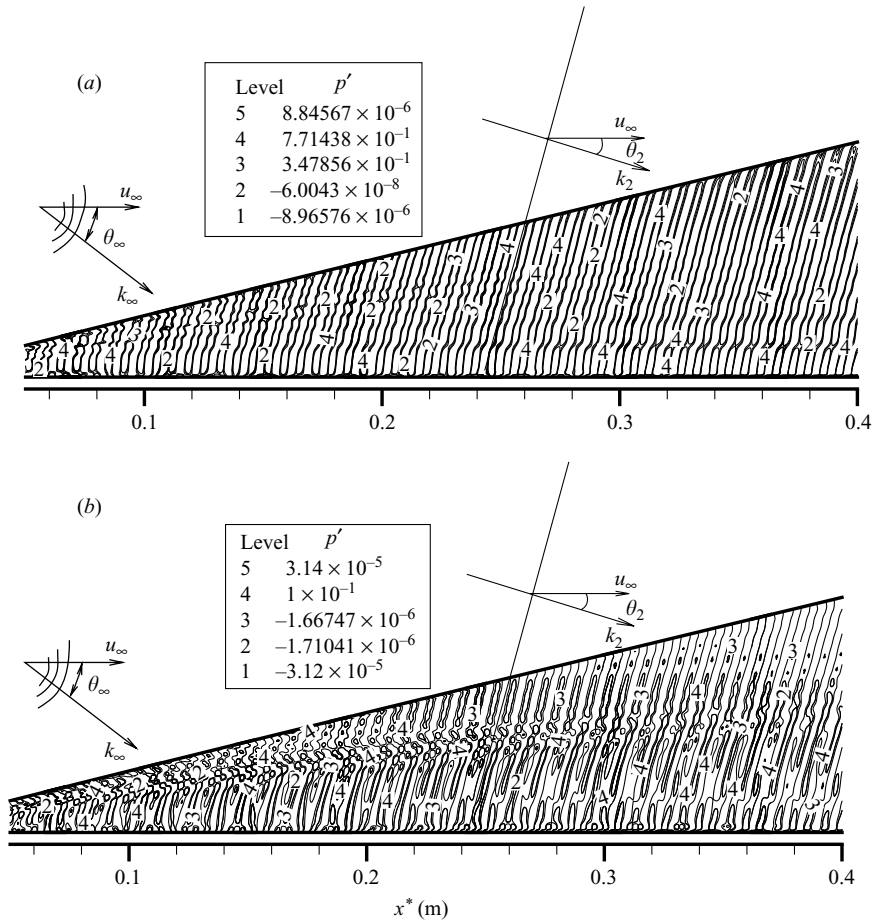 (a)
Level p′
5 8.84567 × 10⁻⁶
4 7.71438 × 10⁻¹
3 3.47856 × 10⁻¹
2 –6.0043 × 10⁻⁸
1 –8.96576 × 10⁻⁶
u∞
θ∞
k∞
u∞
θ2
k2
0.1 0.2 0.3 0.4
(b)
Level p′
5 3.14 × 10⁻⁵
4 1 × 10⁻¹
3 –1.66747 × 10⁻⁶
2 –1.71041 × 10⁻⁶
1 –3.12 × 10⁻⁵
u∞
θ∞
k∞
u∞
θ2
k2
0.1 0.2 0.3 0.4
x* (m)